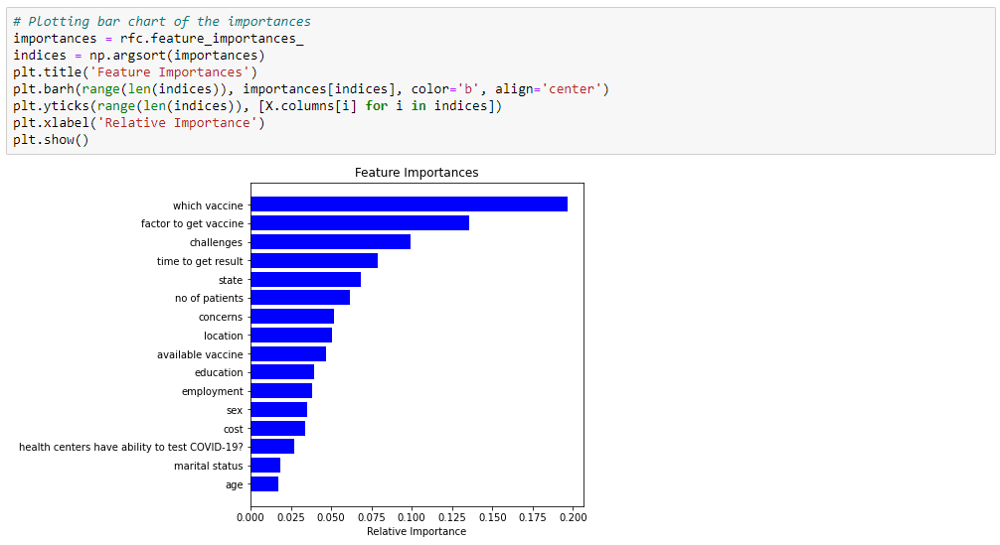 # Plotting bar chart of the importances
importances = rfc.feature_importances_
indices = np.argsort(importances)
plt.title('Feature Importances')
plt.barh(range(len(indices)), importances[indices], color='b', align='center')
plt.yticks(range(len(indices)), [X.columns[i] for i in indices])
plt.xlabel('Relative Importance')
plt.show()
Feature Importances
which vaccine
factor to get vaccine
challenges
time to get result
state
no of patients
concerns
location
available vaccine
education
employment
sex
cost
health centers have ability to test COVID-19?
marital status
age
0.000 0.025 0.050 0.075 0.100 0.125 0.150 0.175 0.200
Relative Importance